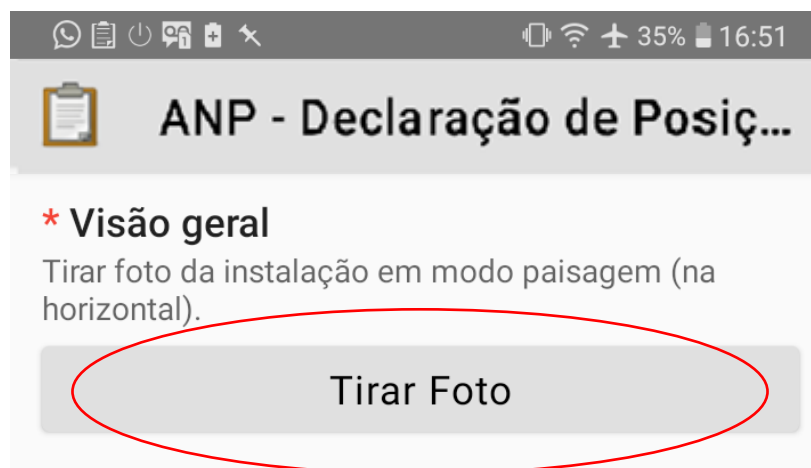 35% 16:51
ANP - Declaração de Posiç...
* Visão geral
Tirar foto da instalação em modo paisagem (na
horizontal).
Tirar Foto